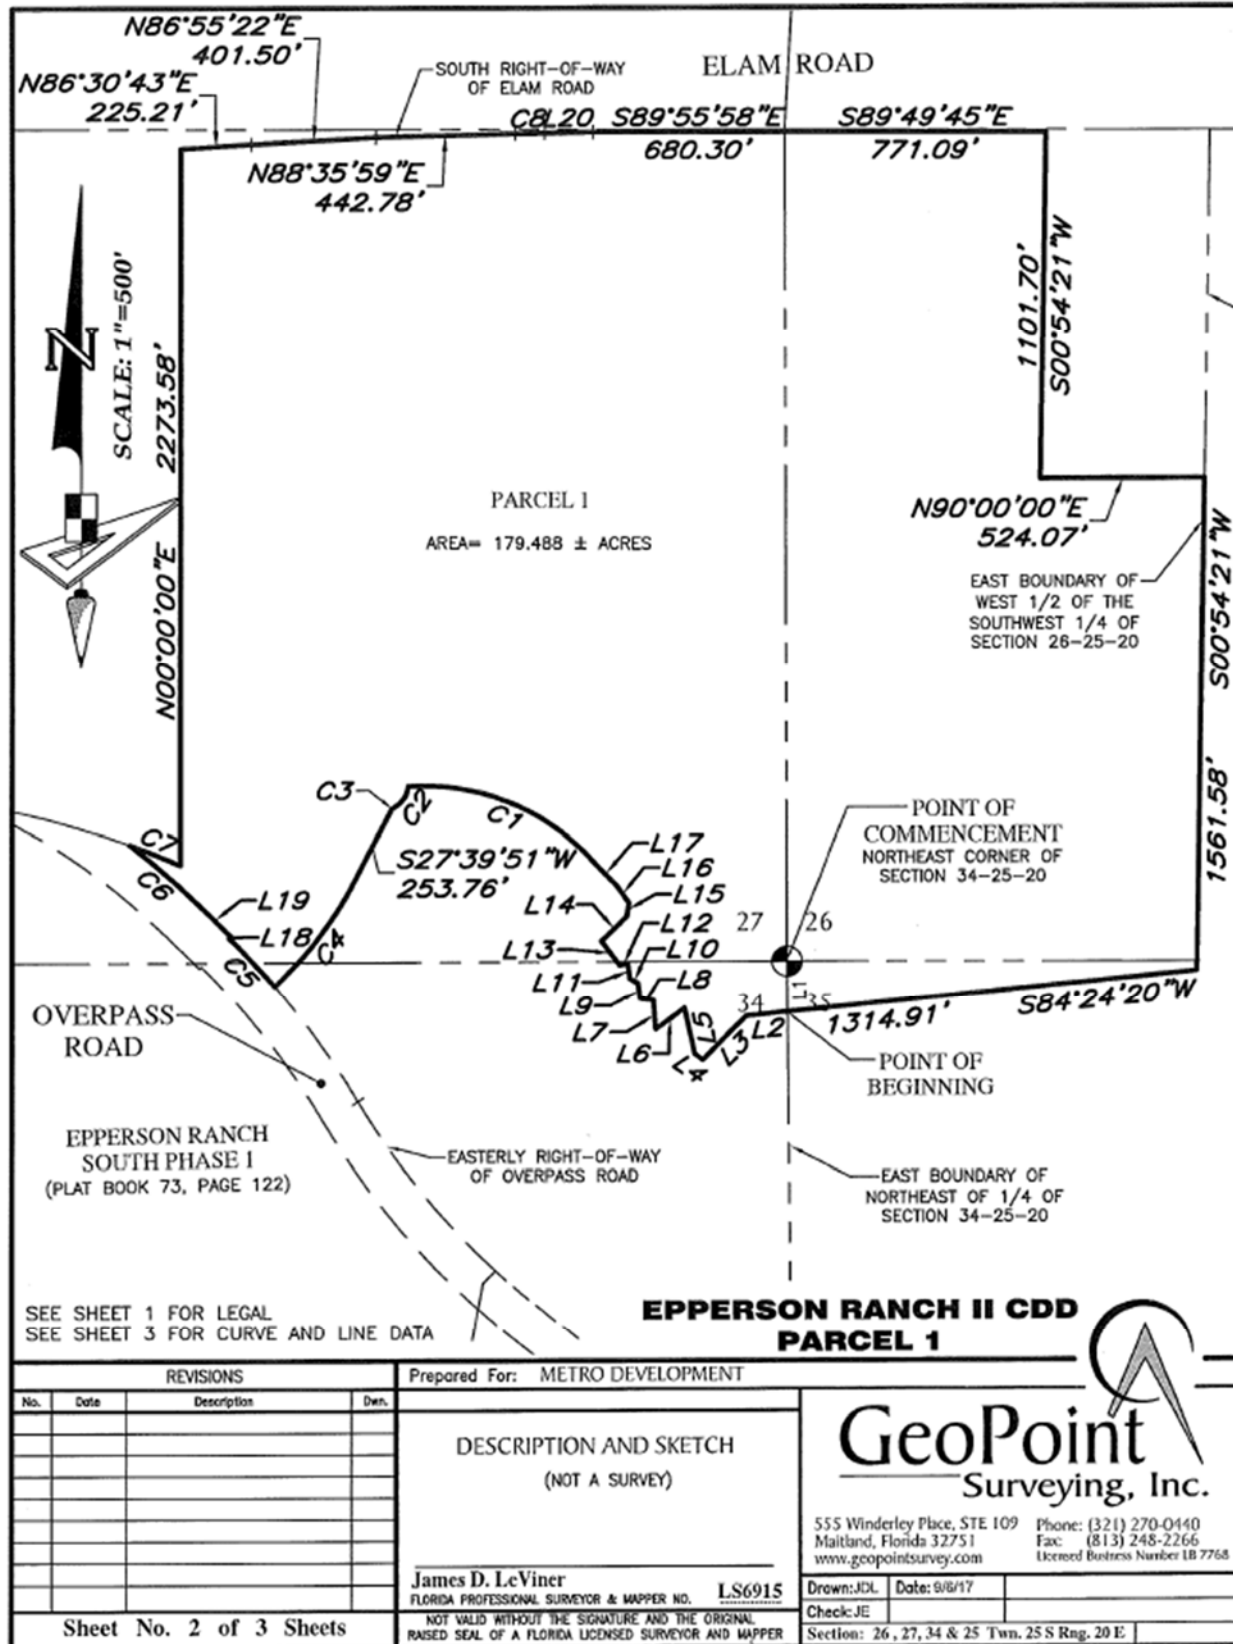 N86°55'22"E
401.50'
N86°30'43"E
225.21'
SOUTH RIGHT-OF-WAY
OF ELAM ROAD
ELAM ROAD
C8 L20 S89°55'58"E
680.30'
S89°49'45"E
771.09'
N88°35'59"E
442.78'
N
SCALE: 1"=500'
2273.58'
N00°00'00"E
1101.70'
S00°54'21"W
PARCEL 1
AREA= 179.488 ± ACRES
N90°00'00"E
524.07'
EAST BOUNDARY OF
WEST 1/2 OF THE
SOUTHWEST 1/4 OF
SECTION 26-25-20
S00°54'21"W
1561.58'
C3
C2
C1
L17
L16
L15
L14
L13
L12
L11
L10
L9
L8
L7
L6
L5
L4
L3
L2
L1
S27°39'51"W
253.76'
C7
C6
L19
L18
C5
C4
POINT OF
COMMENCEMENT
NORTHEAST CORNER OF
SECTION 34-25-20
27
26
34
35
1314.91'
S84°24'20"W
POINT OF
BEGINNING
OVERPASS
ROAD
EPPERSON RANCH
SOUTH PHASE 1
(PLAT BOOK 73, PAGE 122)
EASTERLY RIGHT-OF-WAY
OF OVERPASS ROAD
EAST BOUNDARY OF
NORTHEAST OF 1/4 OF
SECTION 34-25-20
SEE SHEET 1 FOR LEGAL
SEE SHEET 3 FOR CURVE AND LINE DATA
EPPERSON RANCH II CDD
PARCEL 1
REVISIONS
No. Date Description Dwn.
Sheet No. 2 of 3 Sheets
Prepared For: METRO DEVELOPMENT
DESCRIPTION AND SKETCH
(NOT A SURVEY)
James D. LeViner
FLORIDA PROFESSIONAL SURVEYOR & MAPPER NO. LS6915
NOT VALID WITHOUT THE SIGNATURE AND THE ORIGINAL
RAISED SEAL OF A FLORIDA LICENSED SURVEYOR AND MAPPER
GeoPoint
Surveying, Inc.
555 Winderley Place, STE 109
Maitland, Florida 32751
www.geopointsurvey.com
Phone: (321) 270-0440
Fax: (813) 248-2266
Licensed Business Number LB 7768
Drawn: JDL Date: 9/6/17
Check: JE
Section: 26, 27, 34 & 25 Twn. 25 S Rng. 20 E